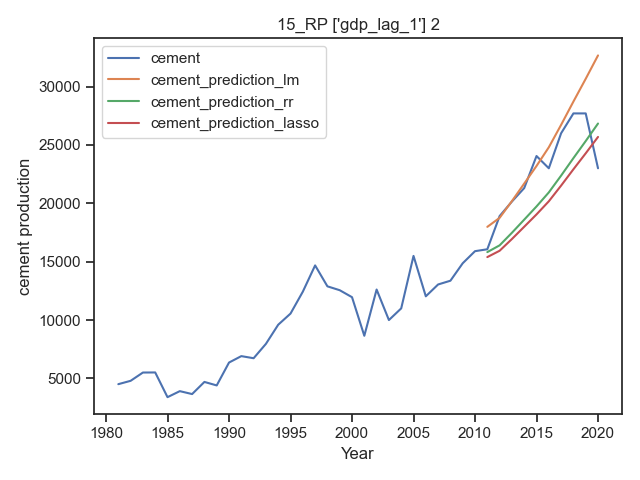 15_RP ['gdp_lag_1'] 2
cement
cement_prediction_lm
cement_prediction_rr
cement_prediction_lasso
cement production
30000
25000
20000
15000
10000
5000
1980
1985
1990
1995
2000
2005
2010
2015
2020
Year